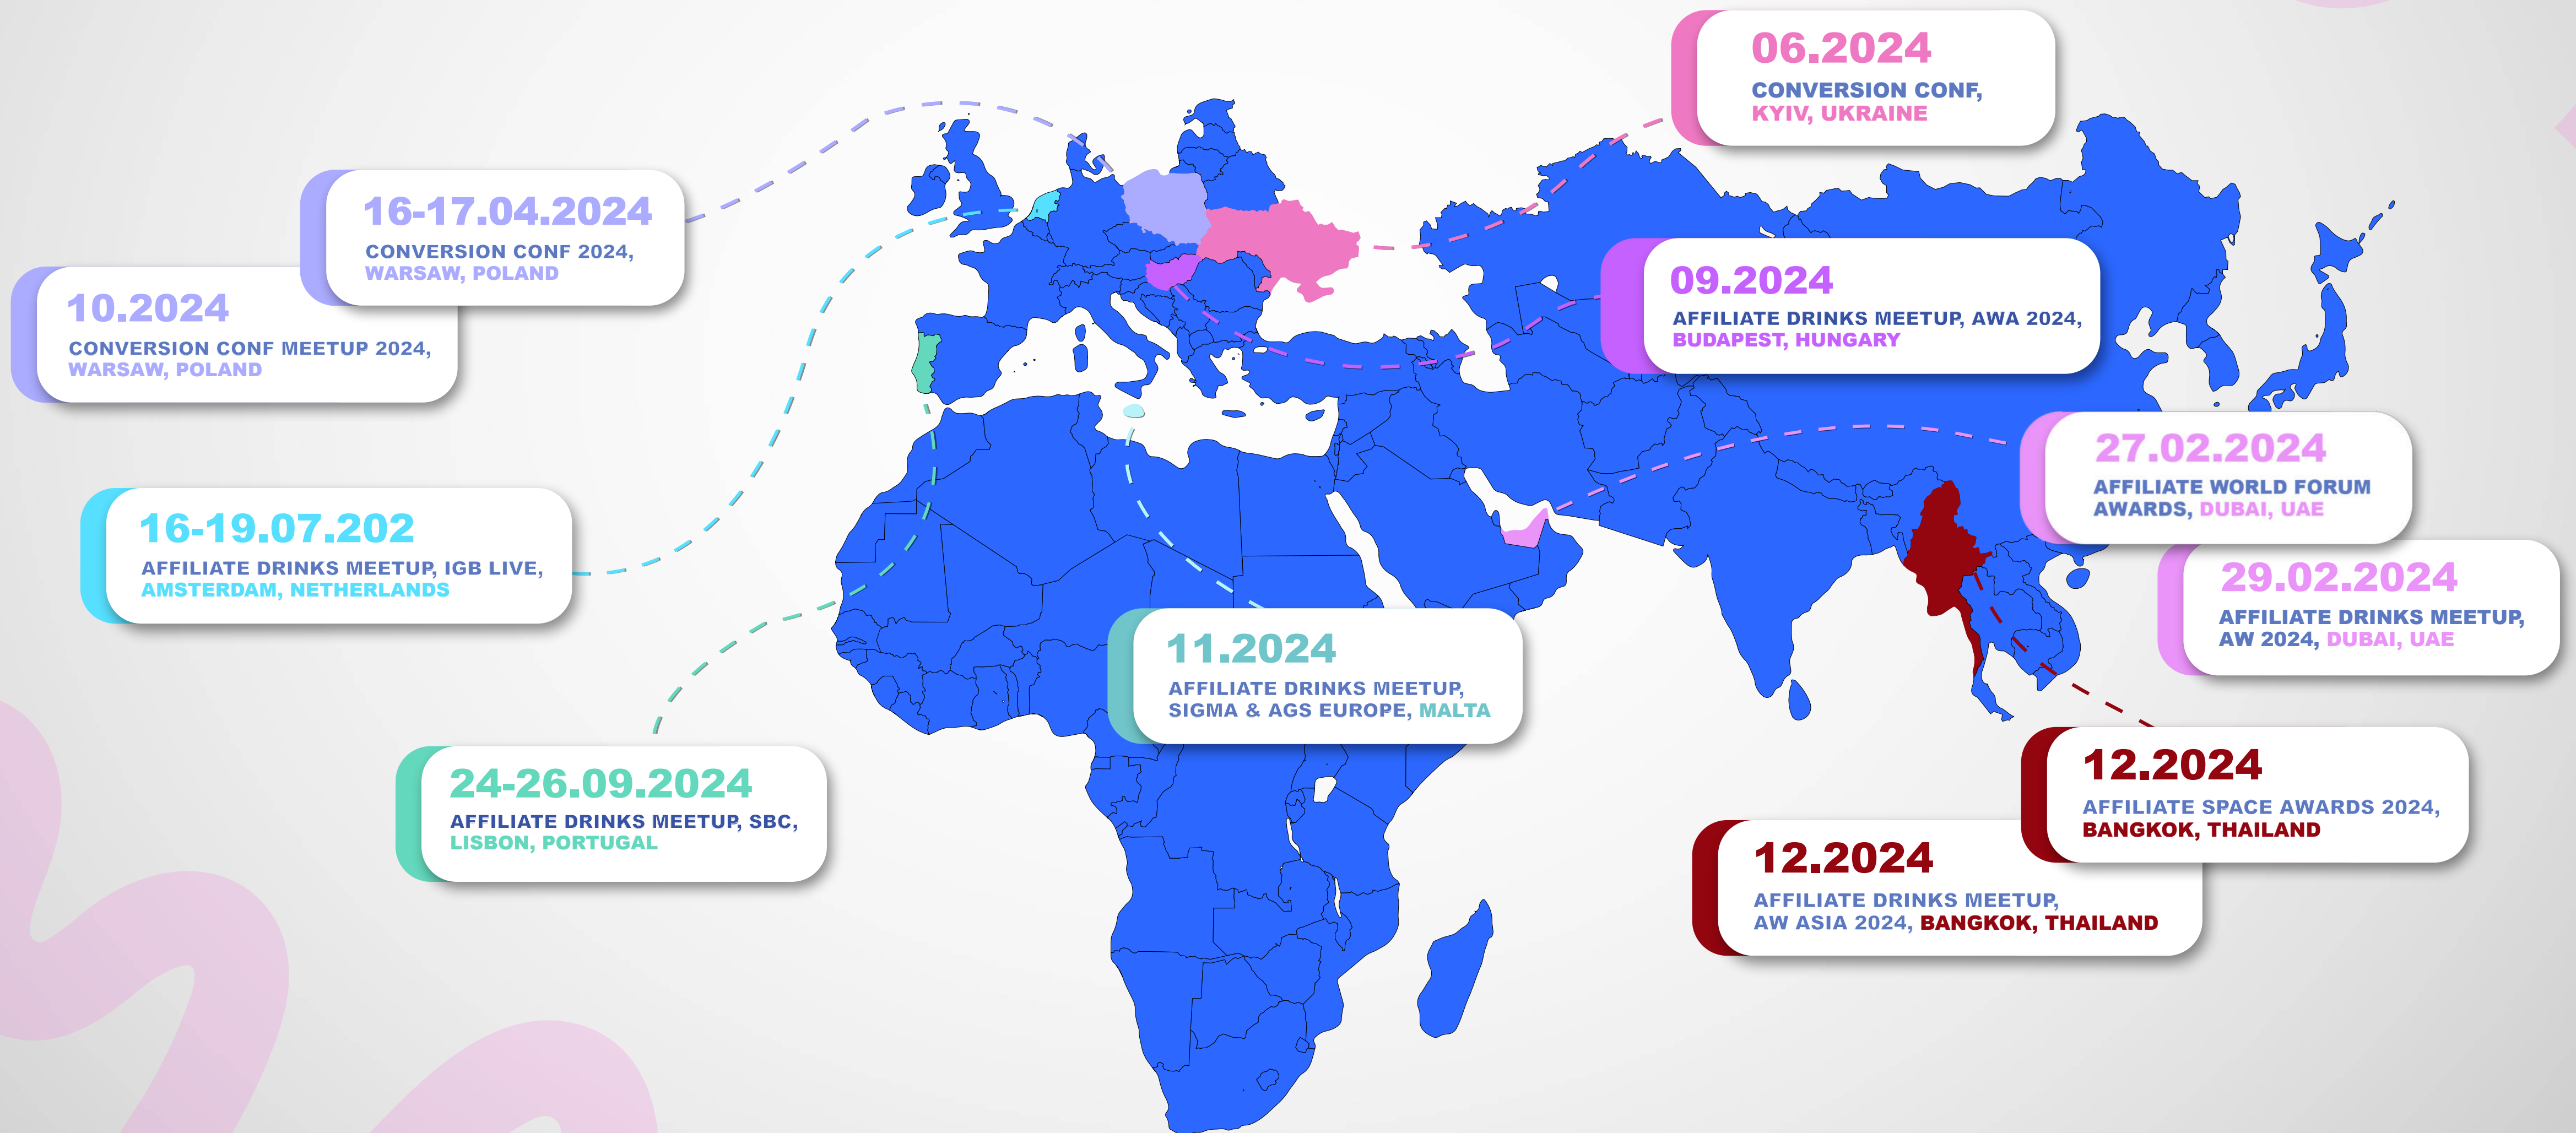 06.2024
CONVERSION CONF,
KYIV, UKRAINE
16-17.04.2024
CONVERSION CONF 2024,
WARSAW, POLAND
10.2024
CONVERSION CONF MEETUP 2024,
WARSAW, POLAND
09.2024
AFFILIATE DRINKS MEETUP, AWA 2024,
BUDAPEST, HUNGARY
27.02.2024
AFFILIATE WORLD FORUM
AWARDS, DUBAI, UAE
16-19.07.202
AFFILIATE DRINKS MEETUP, IGB LIVE,
AMSTERDAM, NETHERLANDS
29.02.2024
AFFILIATE DRINKS MEETUP,
AW 2024, DUBAI, UAE
11.2024
AFFILIATE DRINKS MEETUP,
SIGMA & AGS EUROPE, MALTA
24-26.09.2024
AFFILIATE DRINKS MEETUP, SBC,
LISBON, PORTUGAL
12.2024
AFFILIATE SPACE AWARDS 2024,
BANGKOK, THAILAND
12.2024
AFFILIATE DRINKS MEETUP,
AW ASIA 2024, BANGKOK, THAILAND